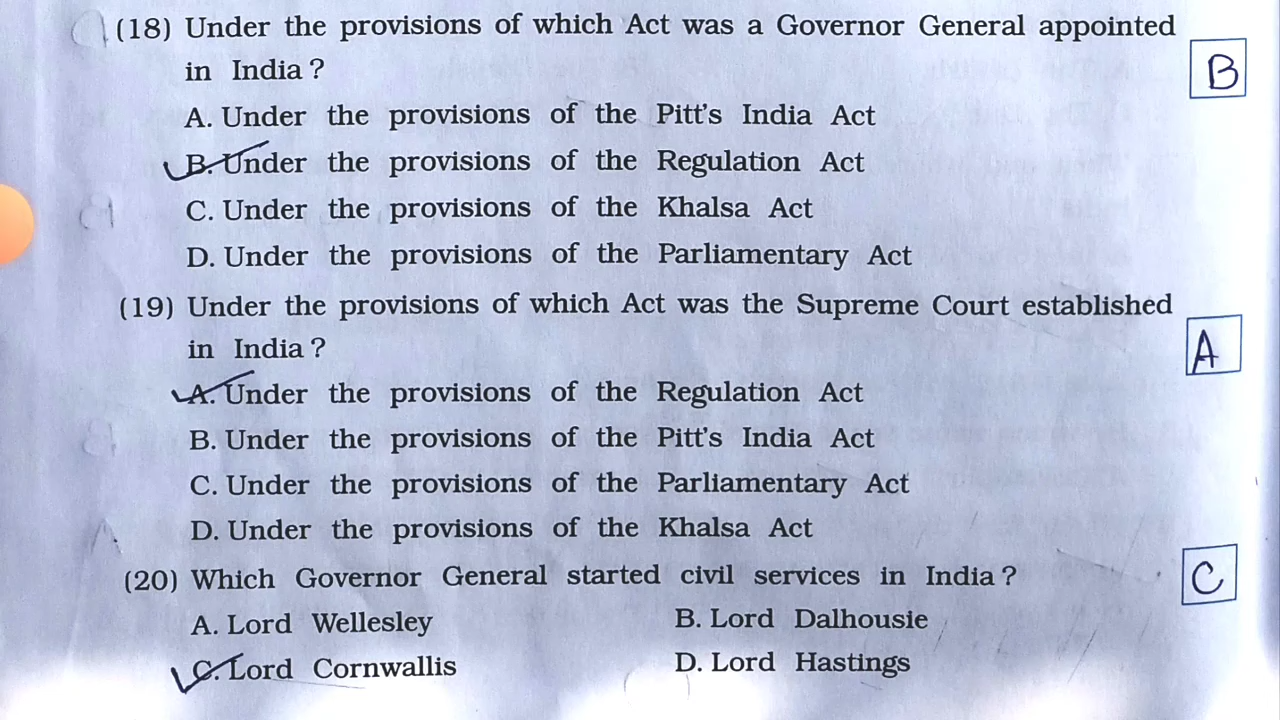 (18) Under the provisions of which Act was a Governor General appointed
in India ?
B
A. Under the provisions of the Pitt's India Act
B. Under the provisions of the Regulation Act
C. Under the provisions of the Khalsa Act
D. Under the provisions of the Parliamentary Act
(19) Under the provisions of which Act was the Supreme Court established
in India ?
A
A. Under the provisions of the Regulation Act
B. Under the provisions of the Pitt's India Act
C. Under the provisions of the Parliamentary Act
D. Under the provisions of the Khalsa Act
(20) Which Governor General started civil services in India ?
C
A. Lord Wellesley B. Lord Dalhousie
C. Lord Cornwallis D. Lord Hastings